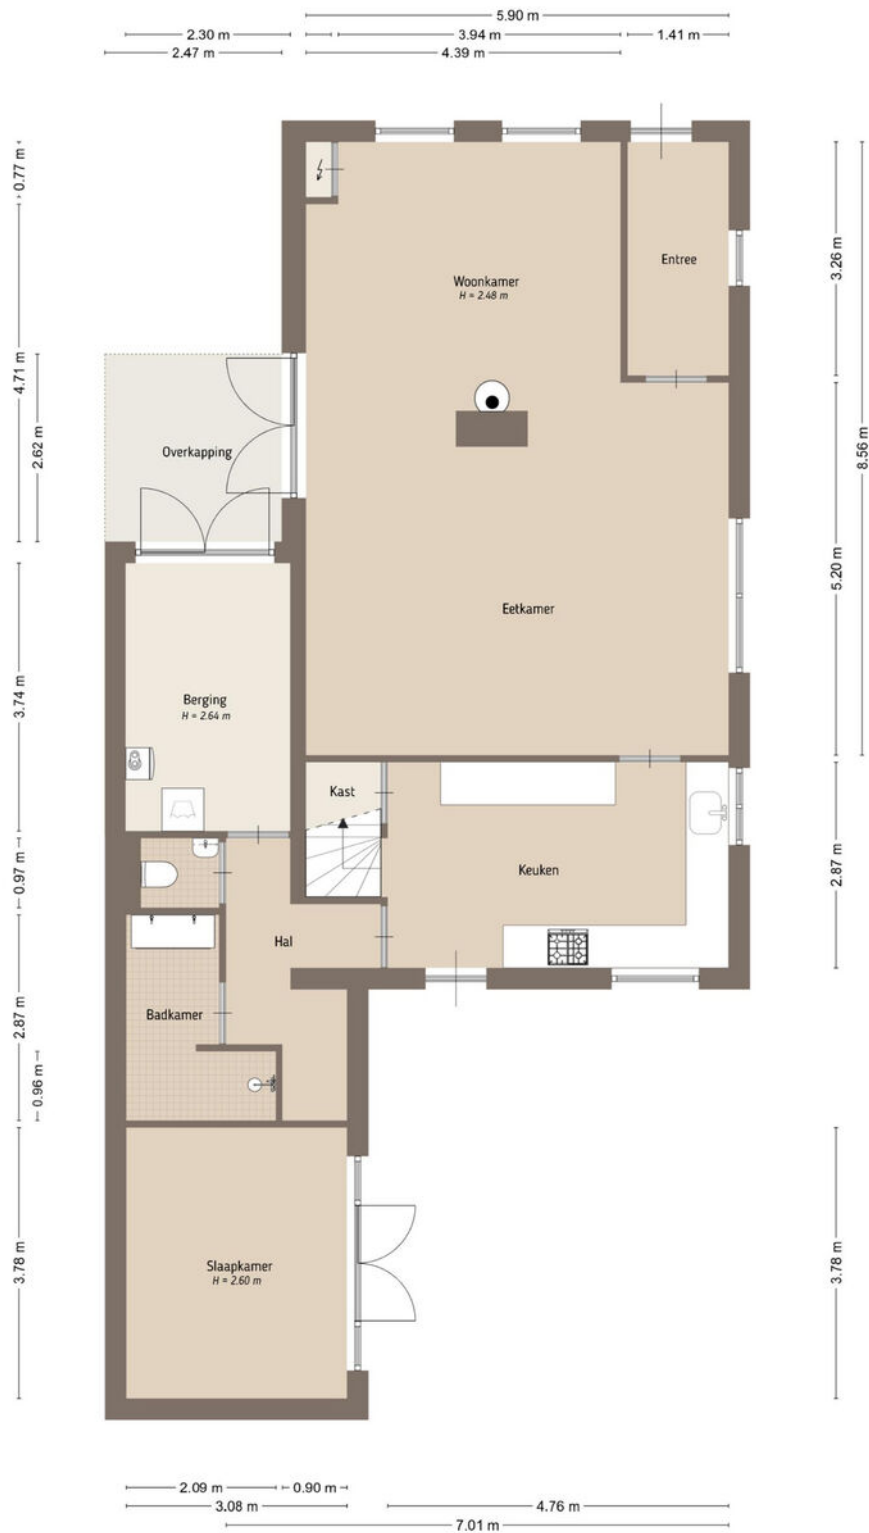 5.90 m
2.30 m
3.94 m
1.41 m
2.47 m
4.39 m
0.77 m
4.71 m
2.62 m
3.74 m
0.97 m
2.87 m
0.96 m
3.78 m
Woonkamer
H = 2.48 m
Entree
Overkapping
Eetkamer
Berging
H = 2.64 m
Kast
Keuken
Hal
Badkamer
Slaapkamer
H = 2.60 m
3.26 m
8.56 m
5.20 m
2.87 m
3.78 m
2.09 m
0.90 m
3.08 m
4.76 m
7.01 m